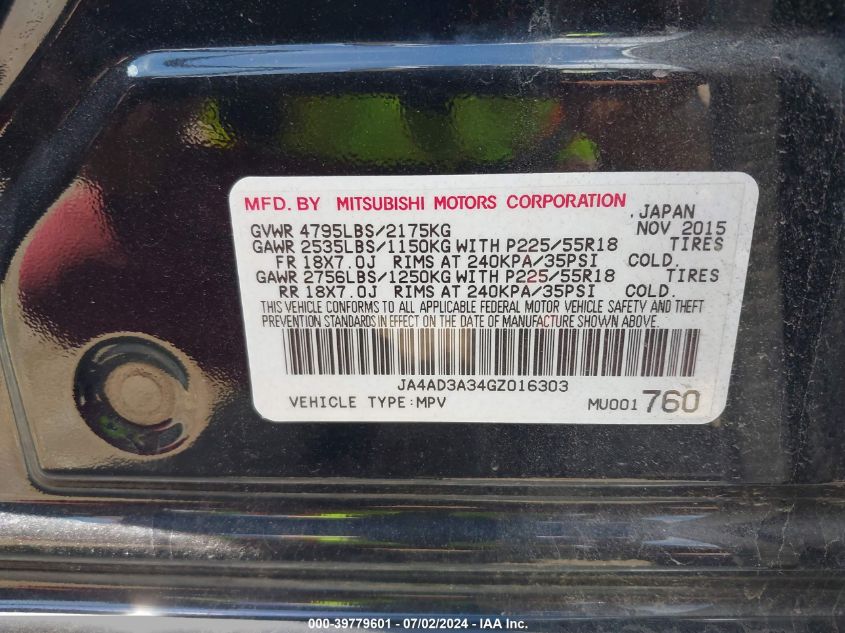 MFD. BY MITSUBISHI MOTORS CORPORATION
JAPAN
GVWR 4795LBS/2175KG NOV 2015
GAWR 2535LBS/1150KG WITH P225/55R18 TIRES
FR 18X7.0J RIMS AT 240KPA/35PSI COLD.
GAWR 2756LBS/1250KG WITH P225/55R18 TIRES
RR 18X7.0J RIMS AT 240KPA/35PSI COLD.
THIS VEHICLE CONFORMS TO ALL APPLICABLE FEDERAL MOTOR VEHICLE SAFETY AND THEFT
PREVENTION STANDARDS IN EFFECT ON THE DATE OF MANUFACTURE SHOWN ABOVE.
JA4AD3A34GZ016303
VEHICLE TYPE:MPV MU001 760
000-39779601 - 07/02/2024 - IAA Inc.